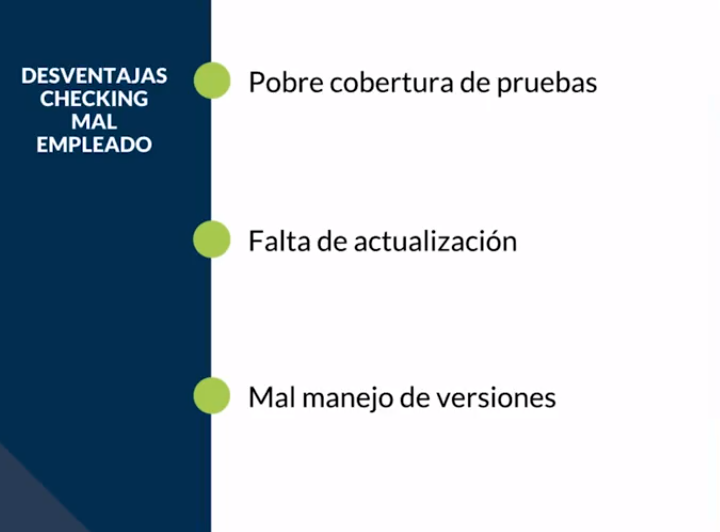 DESVENTAJAS
CHECKING
MAL
EMPLEADO
Pobre cobertura de pruebas
Falta de actualización
Mal manejo de versiones